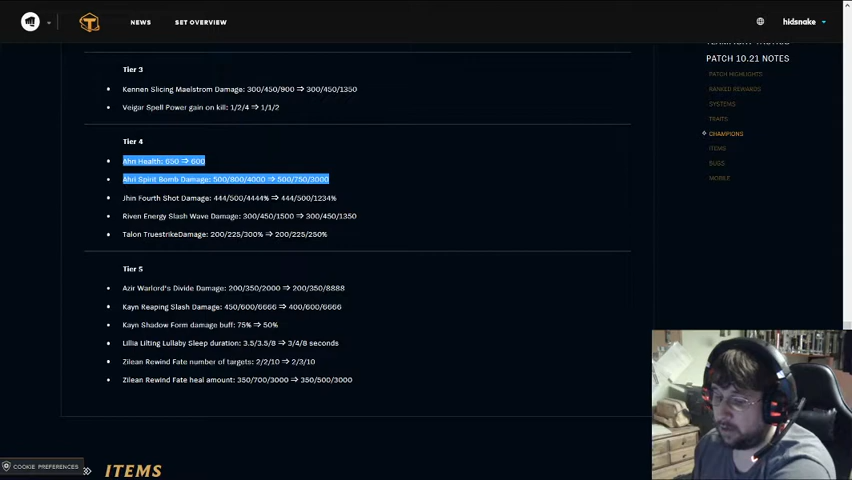 NEWS
SET OVERVIEW
hidsnake
PATCH 10.21 NOTES
PATCH HIGHLIGHTS
RANKED REWARDS
SYSTEMS
TRAITS
CHAMPIONS
ITEMS
BUGS
MOBILE
Tier 3
Kennen Slicing Maelstrom Damage: 300/450/900 ⇒ 300/450/1350
Veigar Spell Power gain on kill: 1/2/4 ⇒ 1/1/2
Tier 4
Ahri Health: 650 ⇒ 600
Ahri Spirit Bomb Damage: 500/800/4000 ⇒ 500/750/3000
Jhin Fourth Shot Damage: 444/500/4444% ⇒ 444/500/1234%
Riven Energy Slash Wave Damage: 300/450/1500 ⇒ 300/450/1350
Talon TruestrikeDamage: 200/225/300% ⇒ 200/225/250%
Tier 5
Azir Warlord's Divide Damage: 200/350/2000 ⇒ 200/350/8888
Kayn Reaping Slash Damage: 450/600/6666 ⇒ 400/600/6666
Kayn Shadow Form damage buff: 75% ⇒ 50%
Lillia Lilting Lullaby Sleep duration: 3.5/3.5/8 ⇒ 3/4/8 seconds
Zilean Rewind Fate number of targets: 2/2/10 ⇒ 2/3/10
Zilean Rewind Fate heal amount: 350/700/3000 ⇒ 350/500/3000
COOKIE PREFERENCES
ITEMS